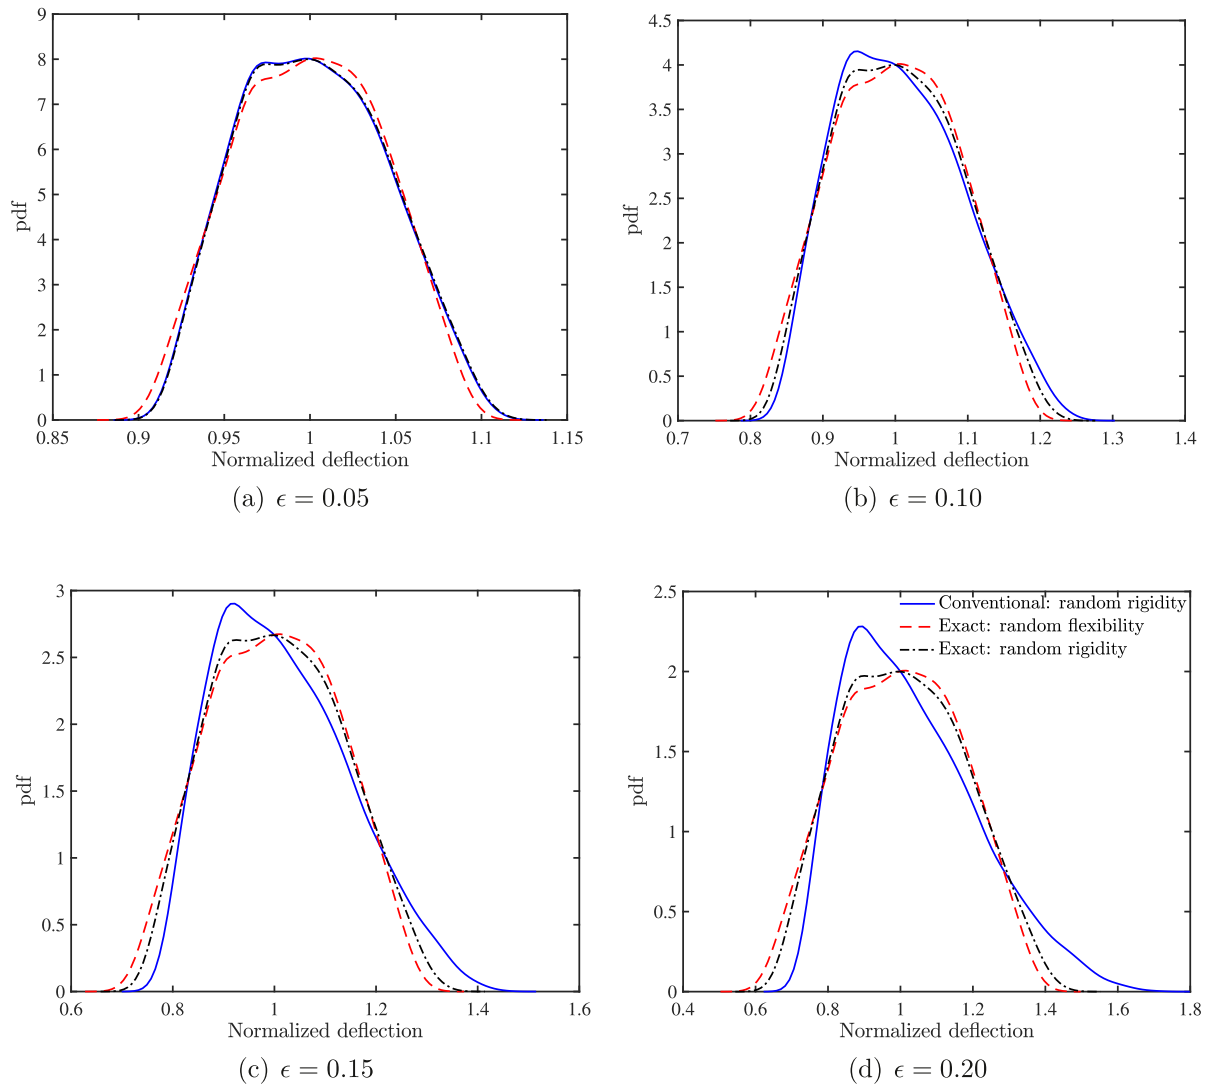 9
8
7
6
5
4
3
2
1
0
pdf
0.85 0.9 0.95 1 1.05 1.1 1.15
Normalized deflection
(a) ϵ = 0.05
4.5
4
3.5
3
2.5
2
1.5
1
0.5
0
pdf
0.7 0.8 0.9 1 1.1 1.2 1.3 1.4
Normalized deflection
(b) ϵ = 0.10
3
2.5
2
1.5
1
0.5
0
pdf
0.6 0.8 1 1.2 1.4 1.6
Normalized deflection
(c) ϵ = 0.15
2.5
2
1.5
1
0.5
0
pdf
Conventional: random rigidity
Exact: random flexibility
Exact: random rigidity
0.4 0.6 0.8 1 1.2 1.4 1.6 1.8
Normalized deflection
(d) ϵ = 0.20